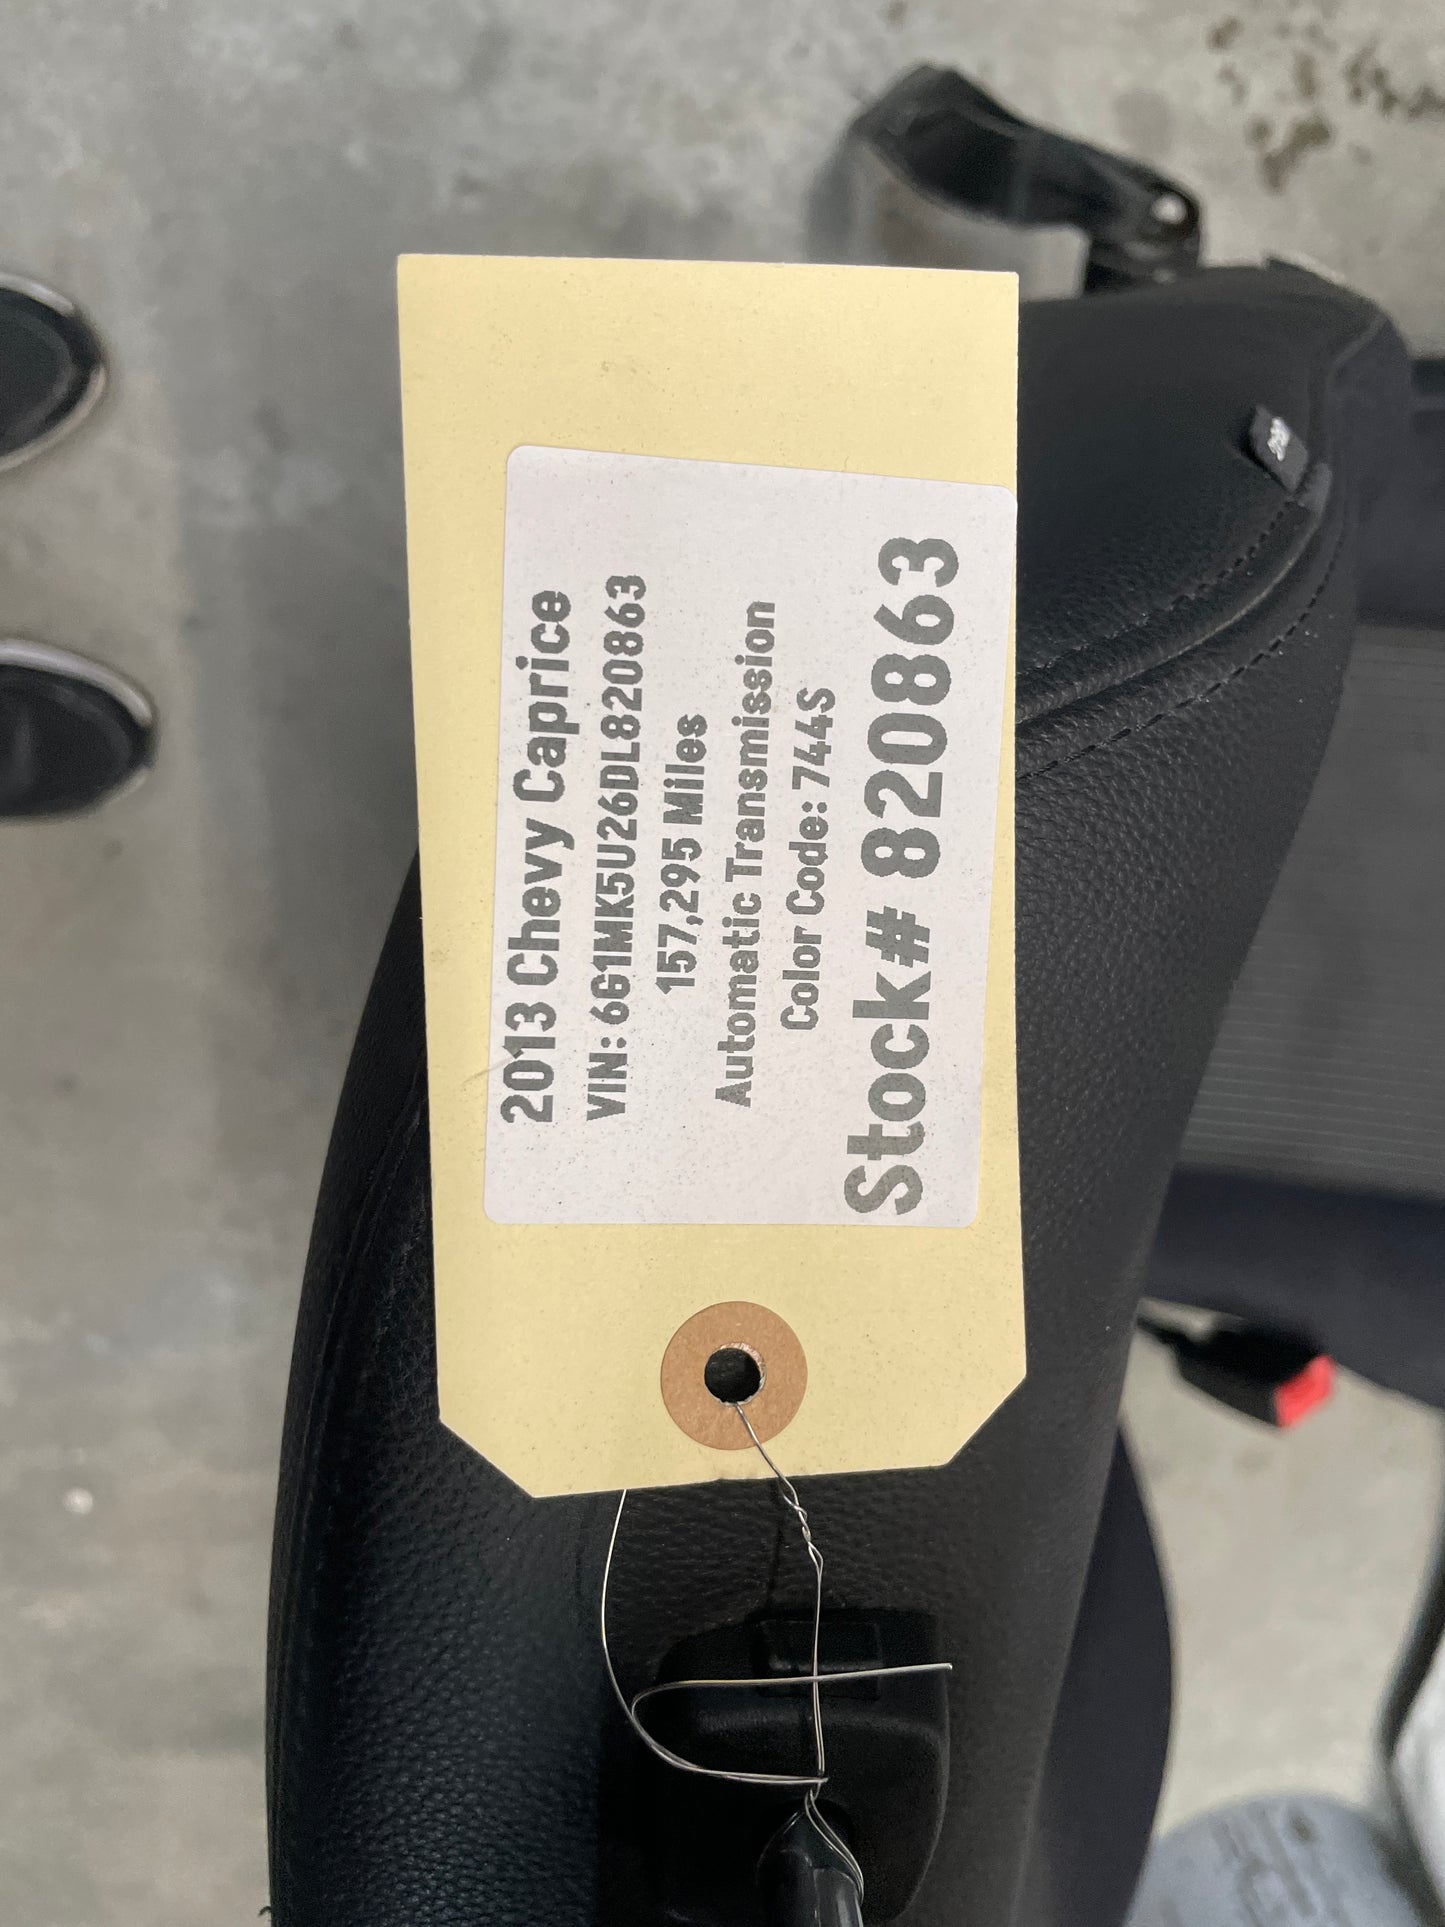 2013 Chevy Caprice
VIN: 6G1MK5U26DL820863
157,295 Miles
Automatic Transmission
Color Code: 744S
Stock# 820863